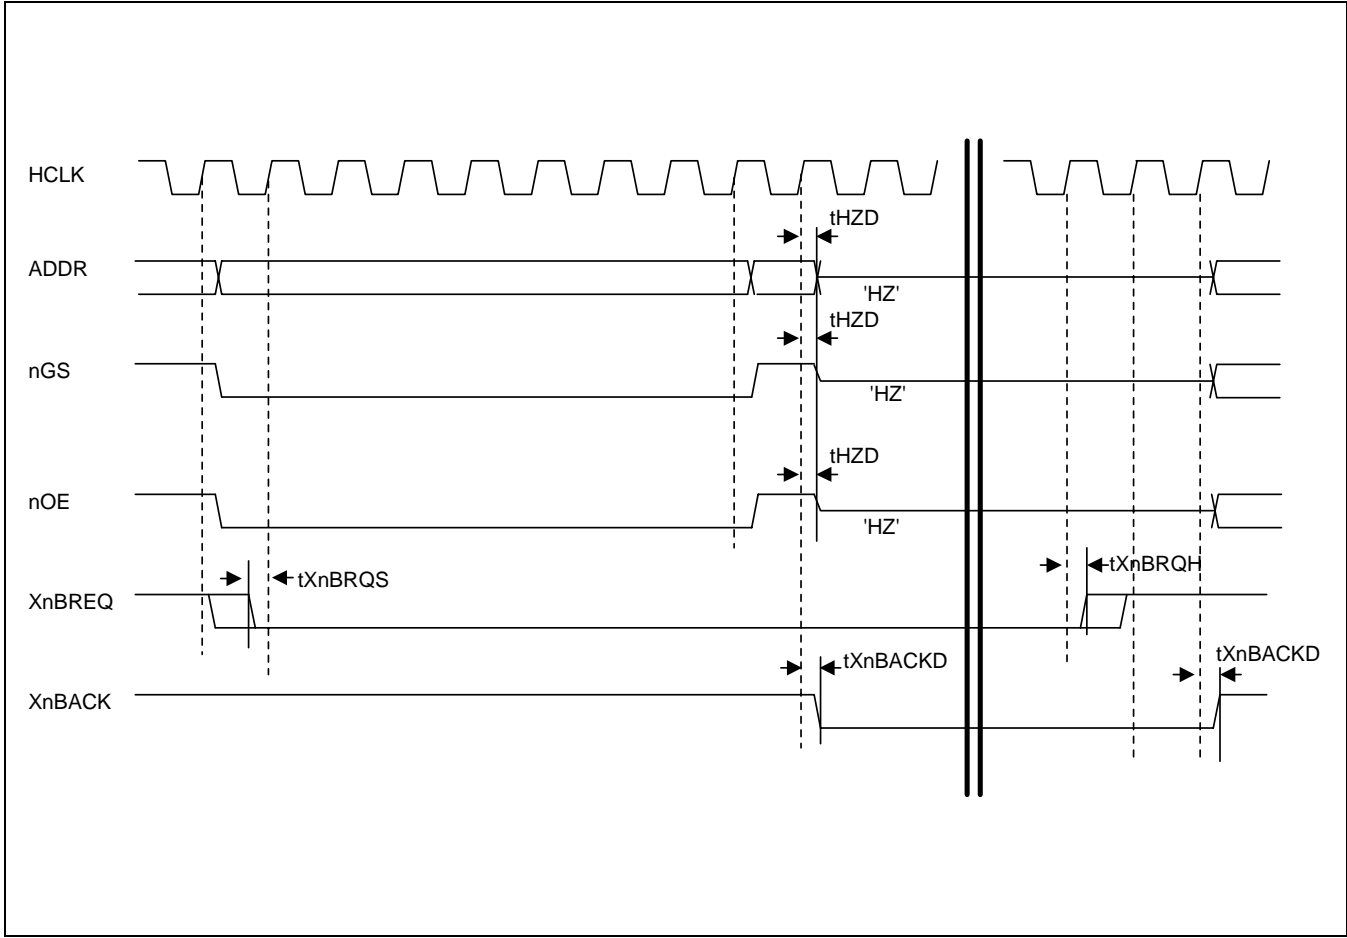 HCLK
tHZD
ADDR
'HZ'
tHZD
nGS
'HZ'
tHZD
nOE
'HZ'
tXnBRQS
tXnBRQH
XnBREQ
tXnBACKD
tXnBACKD
XnBACK